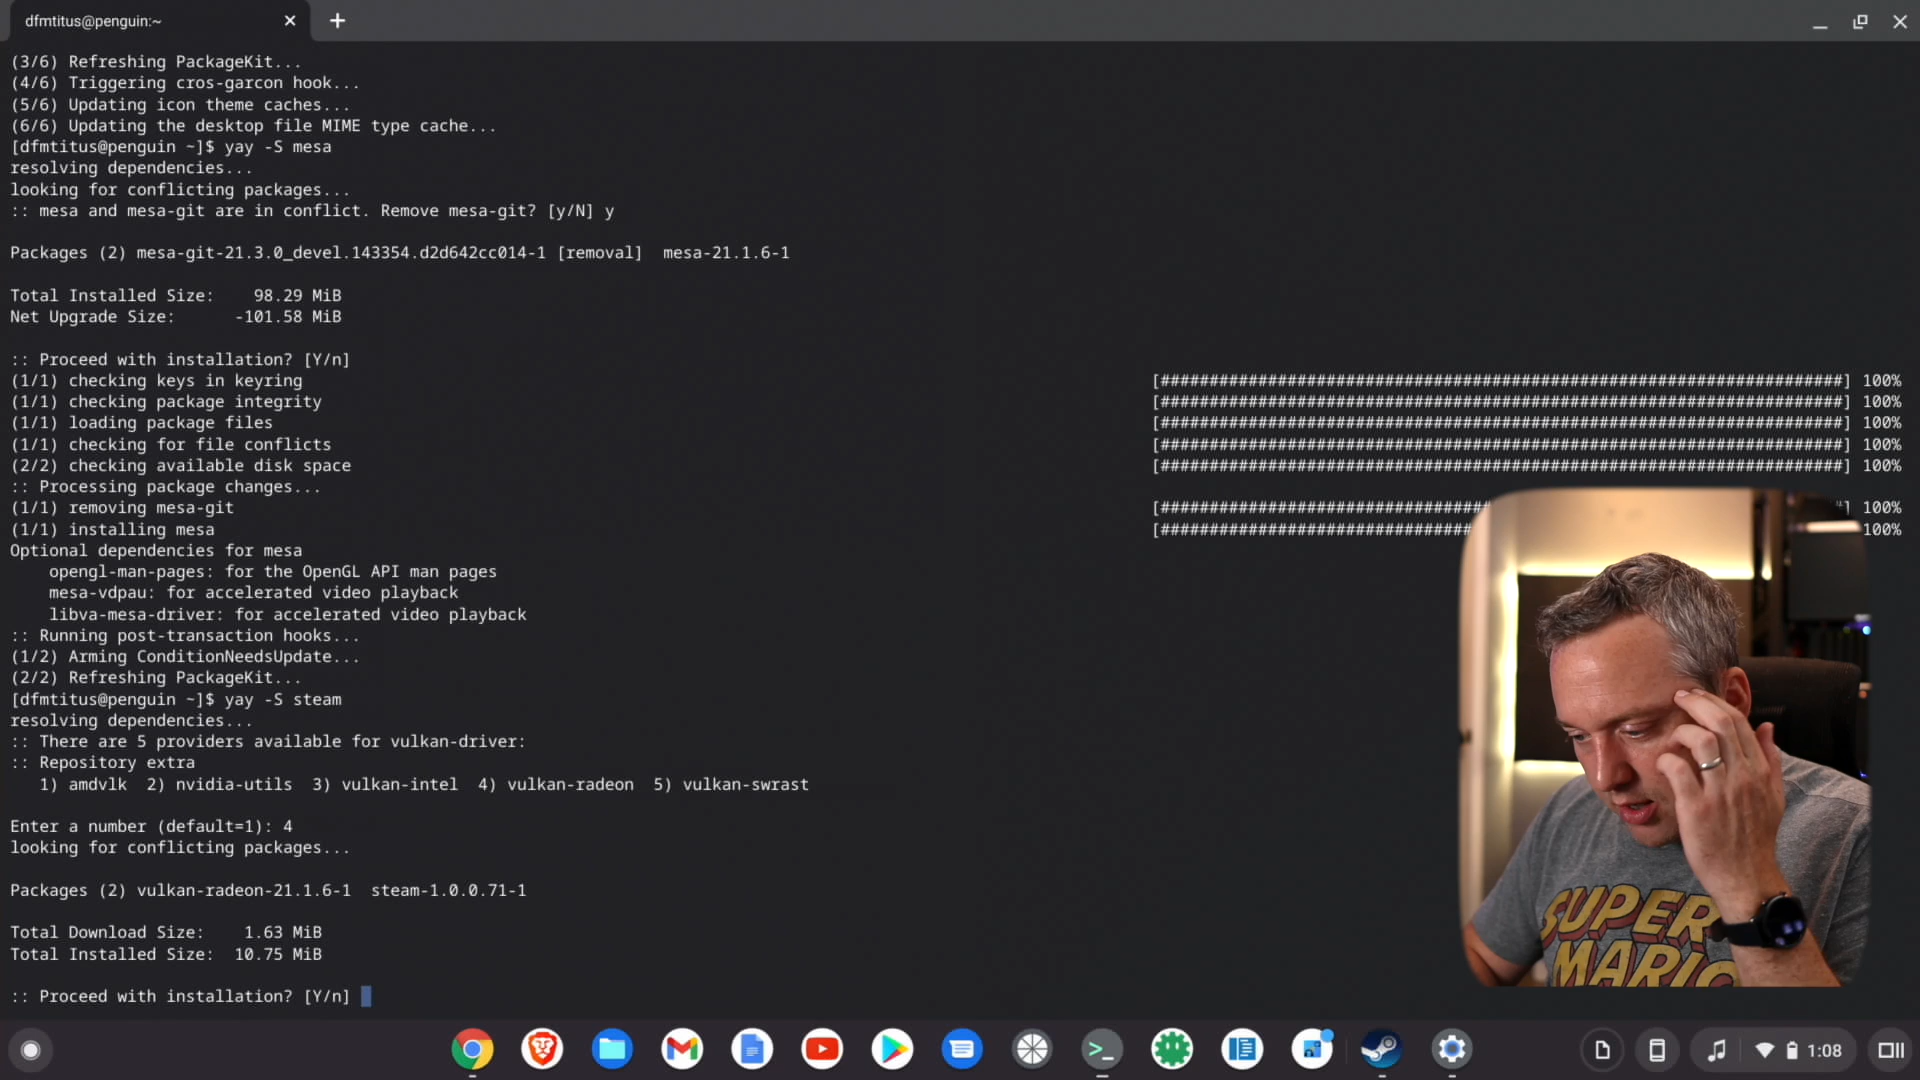 dfmtitus@penguin:~
(3/6) Refreshing PackageKit...
(4/6) Triggering cros-garcon hook...
(5/6) Updating icon theme caches...
(6/6) Updating the desktop file MIME type cache...
[dfmtitus@penguin ~]$ yay -S mesa
resolving dependencies...
looking for conflicting packages...
:: mesa and mesa-git are in conflict. Remove mesa-git? [y/N] y
Packages (2) mesa-git-21.3.0_devel.143354.d2d642cc014-1 [removal]  mesa-21.1.6-1
Total Installed Size:    98.29 MiB
Net Upgrade Size:      -101.58 MiB
:: Proceed with installation? [Y/n]
(1/1) checking keys in keyring 100%
(1/1) checking package integrity 100%
(1/1) loading package files 100%
(1/1) checking for file conflicts 100%
(2/2) checking available disk space 100%
:: Processing package changes...
(1/1) removing mesa-git 100%
(1/1) installing mesa 100%
Optional dependencies for mesa
opengl-man-pages: for the OpenGL API man pages
mesa-vdpau: for accelerated video playback
libva-mesa-driver: for accelerated video playback
:: Running post-transaction hooks...
(1/2) Arming ConditionNeedsUpdate...
(2/2) Refreshing PackageKit...
[dfmtitus@penguin ~]$ yay -S steam
resolving dependencies...
:: There are 5 providers available for vulkan-driver:
:: Repository extra
1) amdvlk  2) nvidia-utils  3) vulkan-intel  4) vulkan-radeon  5) vulkan-swrast
Enter a number (default=1): 4
looking for conflicting packages...
Packages (2) vulkan-radeon-21.1.6-1  steam-1.0.0.71-1
Total Download Size:    1.63 MiB
Total Installed Size:  10.75 MiB
:: Proceed with installation? [Y/n]
SUPER
MARIO
1:08